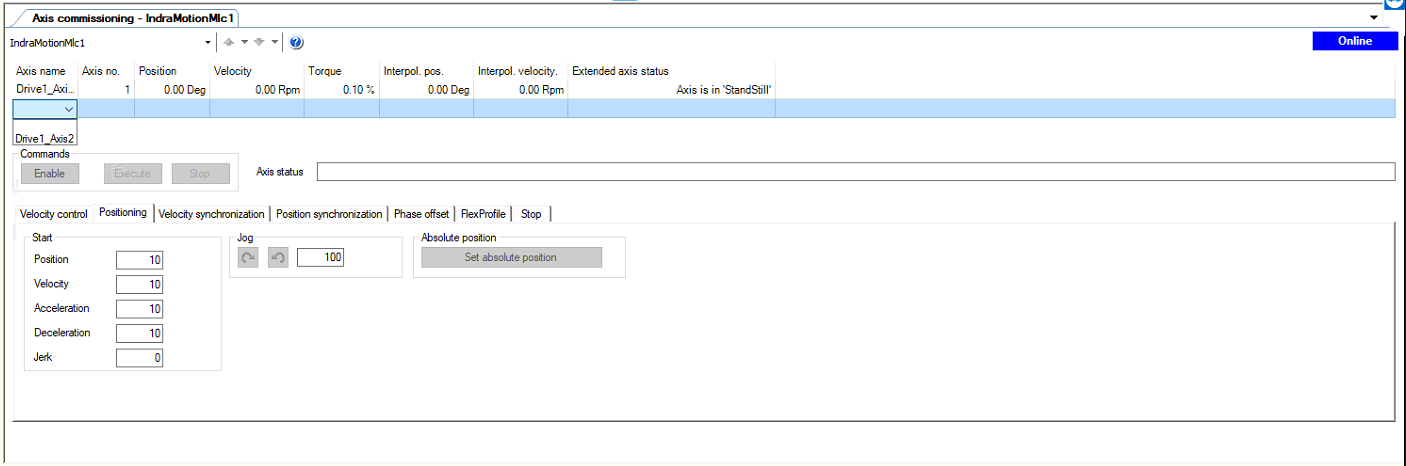 Axis commissioning - IndraMotionMlc1
IndraMotionMlc1
Online
Axis name Axis no. Position Velocity Torque Interpol. pos. Interpol. velocity. Extended axis status
Drive1_Axi... 1 0.00 Deg 0.00 Rpm 0.10 % 0.00 Deg 0.00 Rpm Axis is in 'StandStill'
Drive1_Axis2
Commands
Enable Execute Stop Axis status
Velocity control Positioning Velocity synchronization Position synchronization Phase offset FlexProfile Stop
Start Jog Absolute position
Position 10 100 Set absolute position
Velocity 10
Acceleration 10
Deceleration 10
Jerk 0